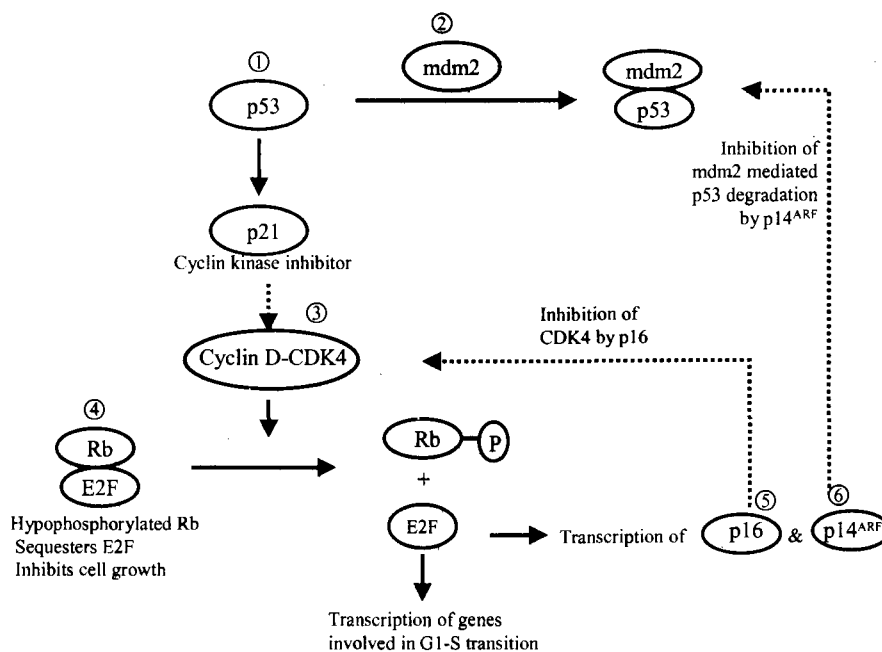 ①
②
p53
mdm2
mdm2
p53
Inhibition of
mdm2 mediated
p53 degradation
by p14ARF
p21
Cyclin kinase inhibitor
③
Cyclin D-CDK4
Inhibition of
CDK4 by p16
④
Rb
E2F
Hypophosphorylated Rb
Sequesters E2F
Inhibits cell growth
Rb
P
+
E2F
Transcription of
⑤
p16
&
⑥
p14ARF
Transcription of genes
involved in G1-S transition